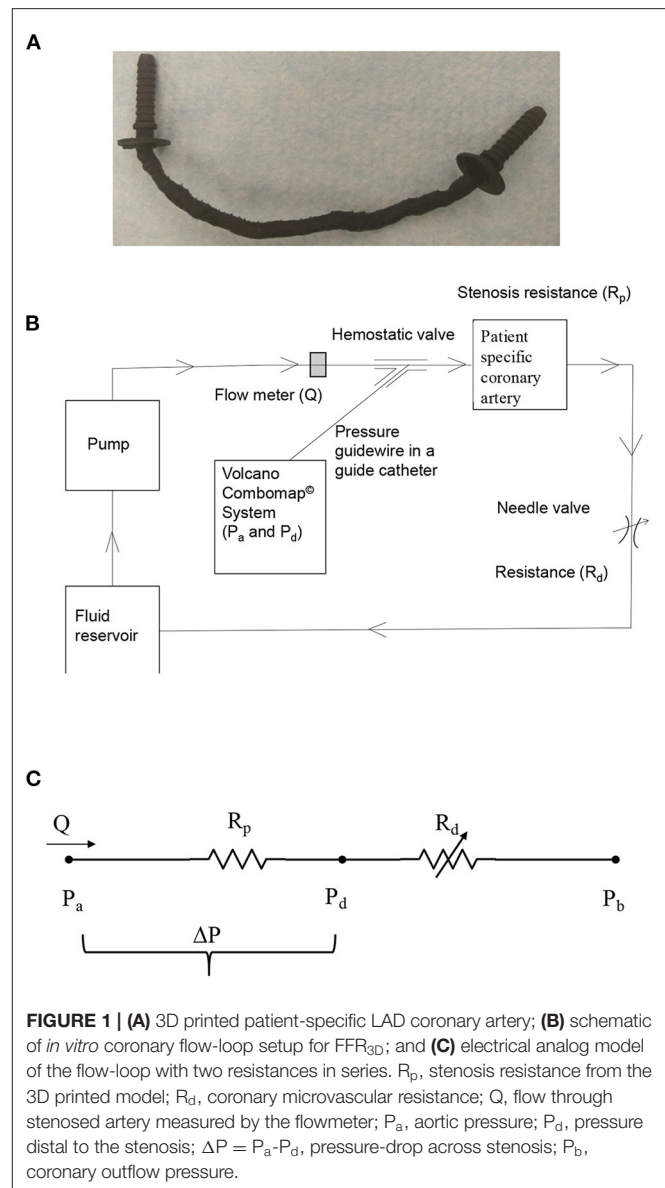 A
B
Stenosis resistance (Rp)
Hemostatic valve
Patient
specific
coronary
artery
Flow meter (Q)
Pump
Pressure
guidewire in a
guide catheter
Volcano
Combomap©
System
(Pa and Pd)
Needle valve
Resistance (Rd)
Fluid
reservoir
C
Q
Rp
Rd
Pa
Pd
Pb
ΔP
FIGURE 1 | (A) 3D printed patient-specific LAD coronary artery; (B) schematic
of in vitro coronary flow-loop setup for FFR3D; and (C) electrical analog model
of the flow-loop with two resistances in series. Rp, stenosis resistance from the
3D printed model; Rd, coronary microvascular resistance; Q, flow through
stenosed artery measured by the flowmeter; Pa, aortic pressure; Pd, pressure
distal to the stenosis; ΔP = Pa-Pd, pressure-drop across stenosis; Pb,
coronary outflow pressure.